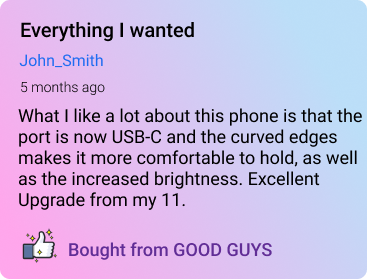 Everything I wanted
John_Smith
5 months ago
What I like a lot about this phone is that the
port is now USB-C and the curved edges
makes it more comfortable to hold, as well
as the increased brightness. Excellent
Upgrade from my 11.
Bought from GOOD GUYS